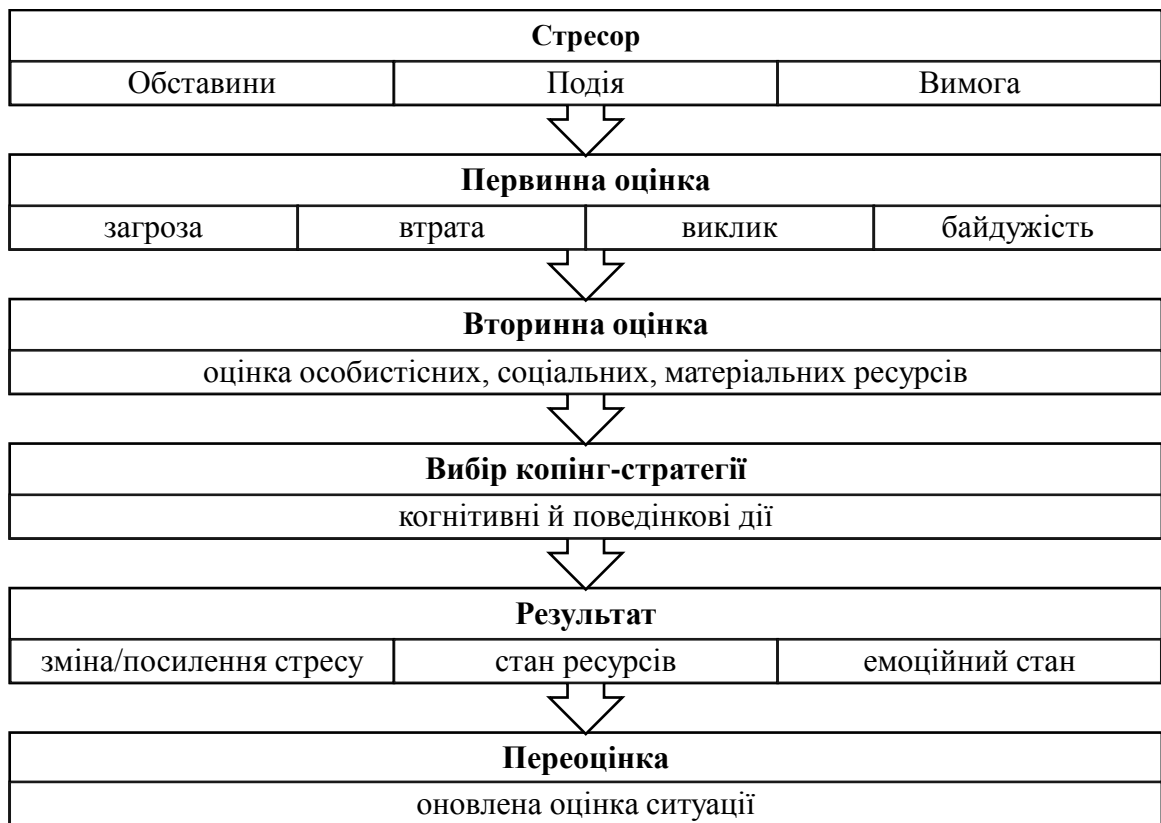 Стресор
Обставини Подія Вимога
Первинна оцінка
загроза втрата виклик байдужість
Вторинна оцінка
оцінка особистісних, соціальних, матеріальних ресурсів
Вибір копінг-стратегії
когнітивні й поведінкові дії
Результат
зміна/посилення стресу стан ресурсів емоційний стан
Переоцінка
оновлена оцінка ситуації